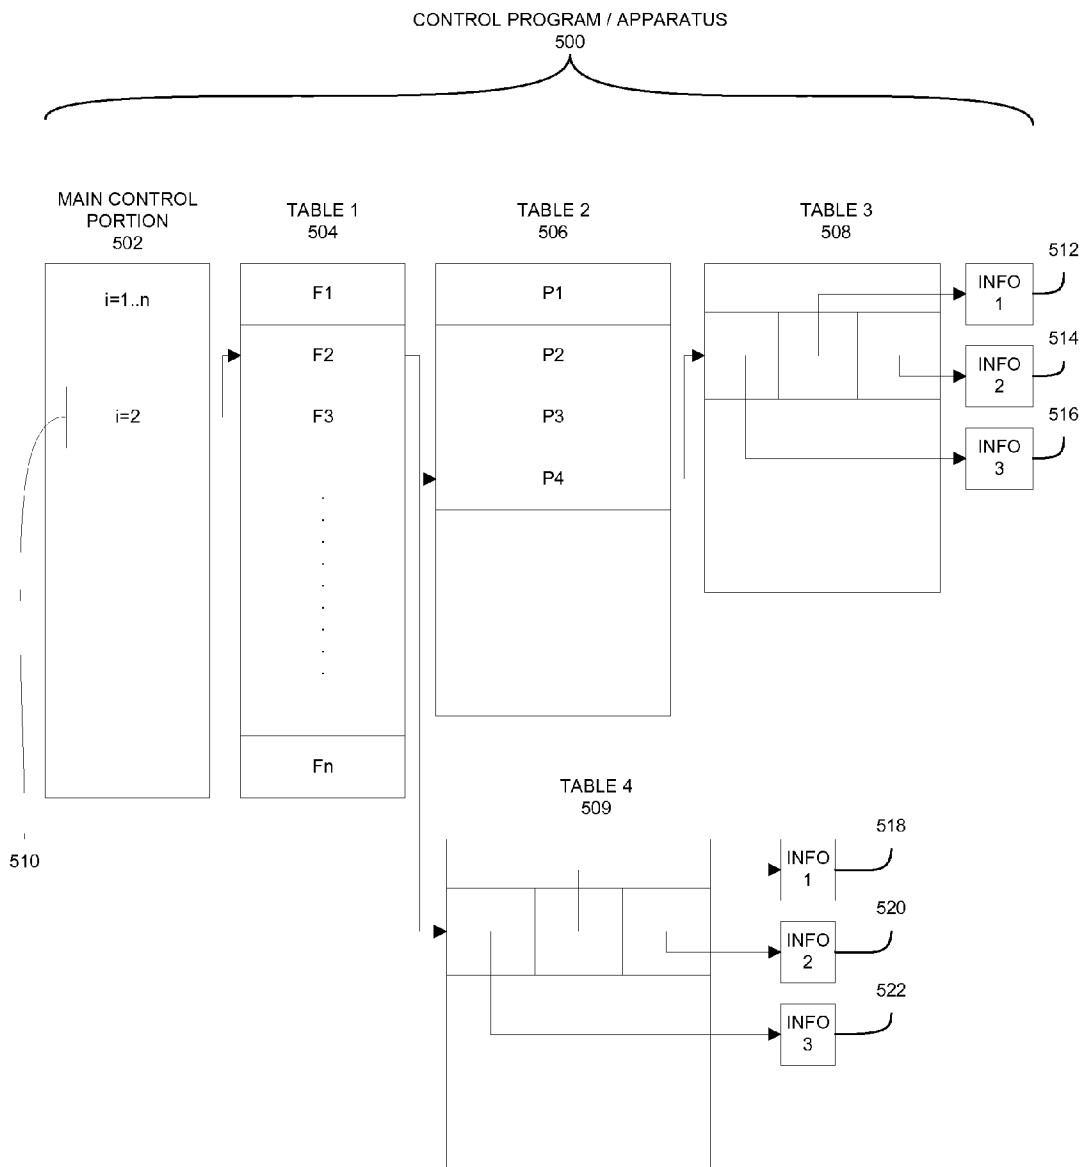 CONTROL PROGRAM / APPARATUS
500
MAIN CONTROL
PORTION
502
TABLE 1
504
TABLE 2
506
TABLE 3
508
i=1..n
i=2
510
F1
F2
F3
Fn
P1
P2
P3
P4
INFO
1
512
INFO
2
514
INFO
3
516
TABLE 4
509
INFO
1
518
INFO
2
520
INFO
3
522